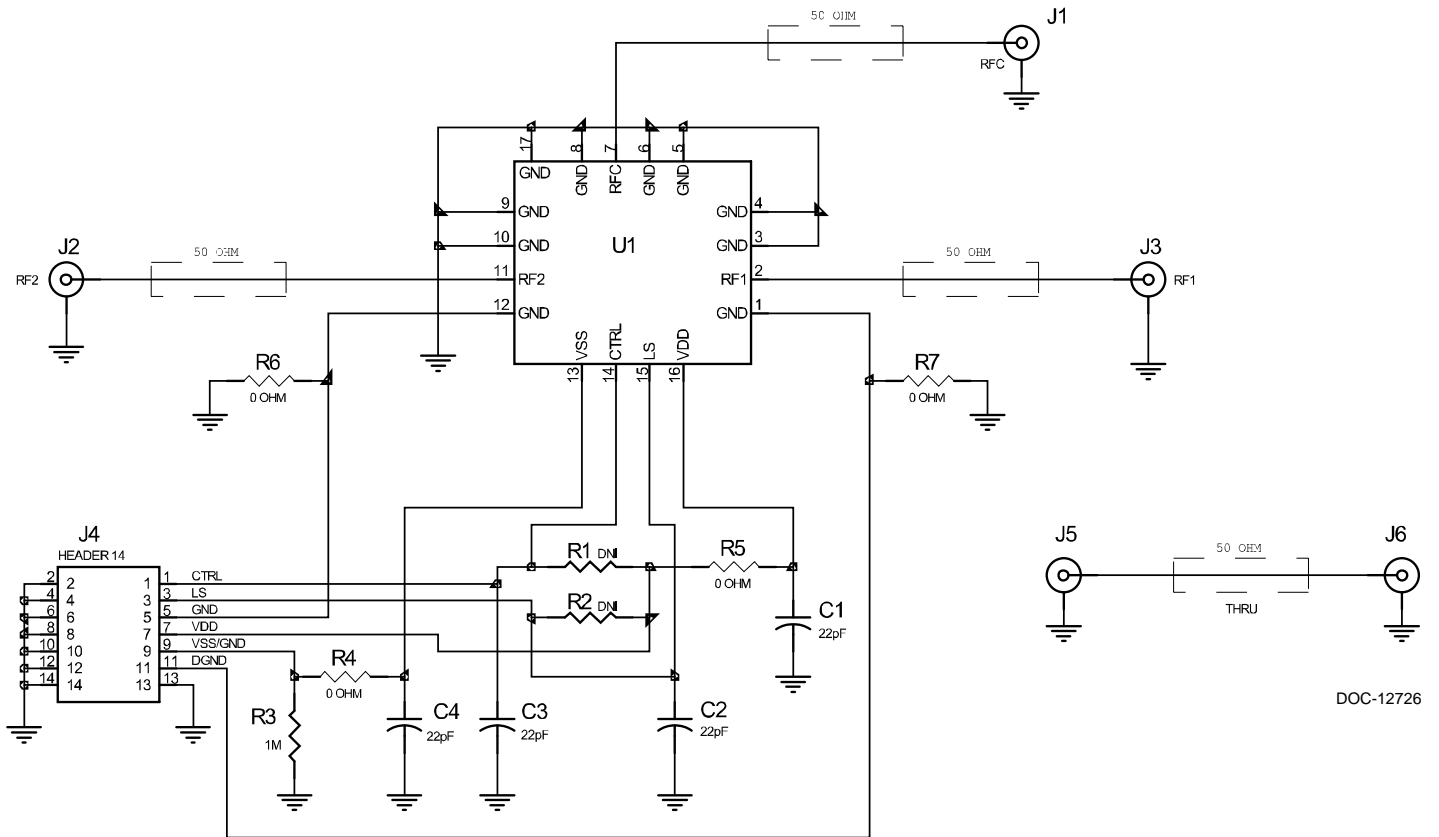 50 OHM
J1
RFC
17
8
7
6
5
GND
GND
RFC
GND
GND
9
GND
GND
4
10
GND
U1
GND
3
J2
50 OHM
50 OHM
J3
RF2
11
RF2
RF1
2
RF1
12
GND
GND
1
VSS
CTRL
LS
VDD
13
14
15
16
R6
0 OHM
R7
0 OHM
J4
HEADER 14
2
2
1
1
CTRL
4
4
3
3
LS
6
6
5
5
GND
8
8
7
7
VDD
10
10
9
9
VSS/GND
12
12
11
11
DGND
14
14
13
13
R1 DNI
R5
0 OHM
R2 DNI
C1
22pF
R4
0 OHM
R3
1M
C4
22pF
C3
22pF
C2
22pF
J5
50 OHM
J6
THRU
DOC-12726